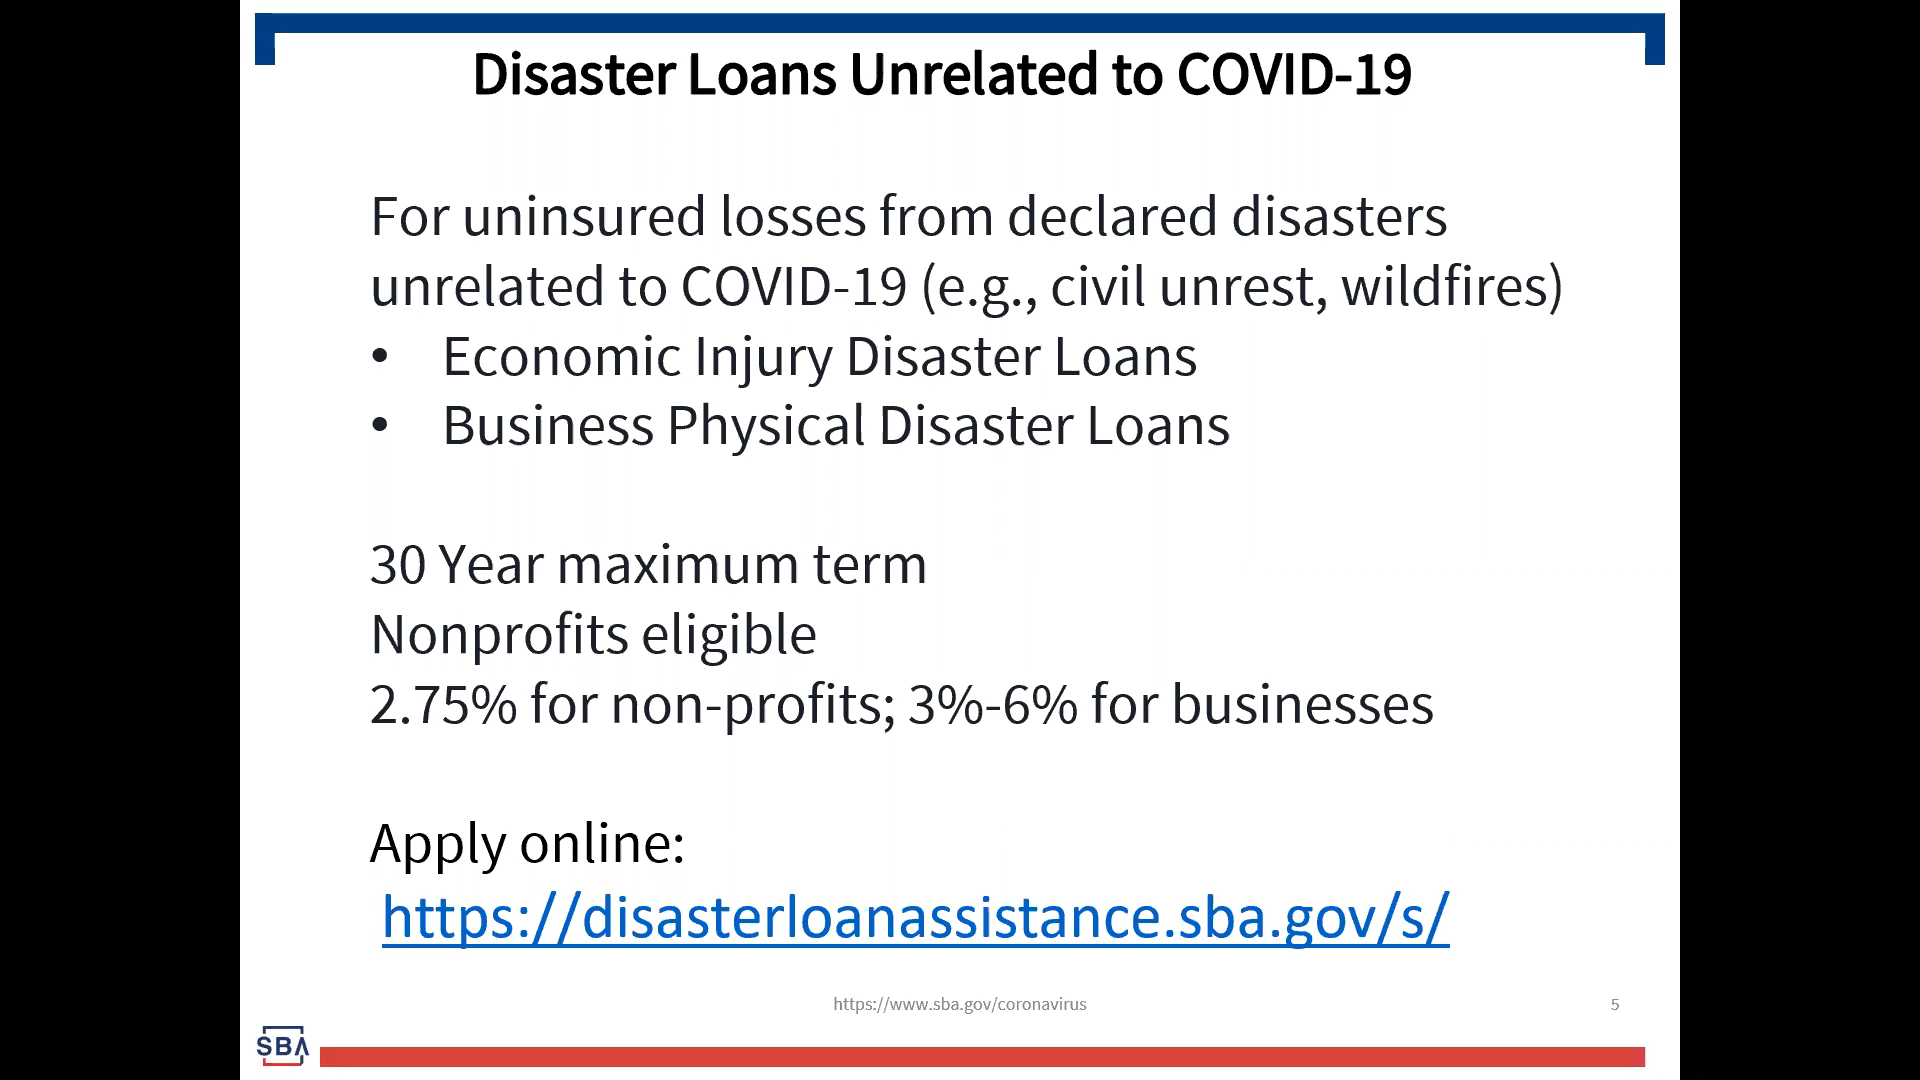 Disaster Loans Unrelated to COVID-19
For uninsured losses from declared disasters
unrelated to COVID-19 (e.g., civil unrest, wildfires)
• Economic Injury Disaster Loans
• Business Physical Disaster Loans
30 Year maximum term
Nonprofits eligible
2.75% for non-profits; 3%-6% for businesses
Apply online:
https://disasterloanassistance.sba.gov/s/
https://www.sba.gov/coronavirus
5
SBA